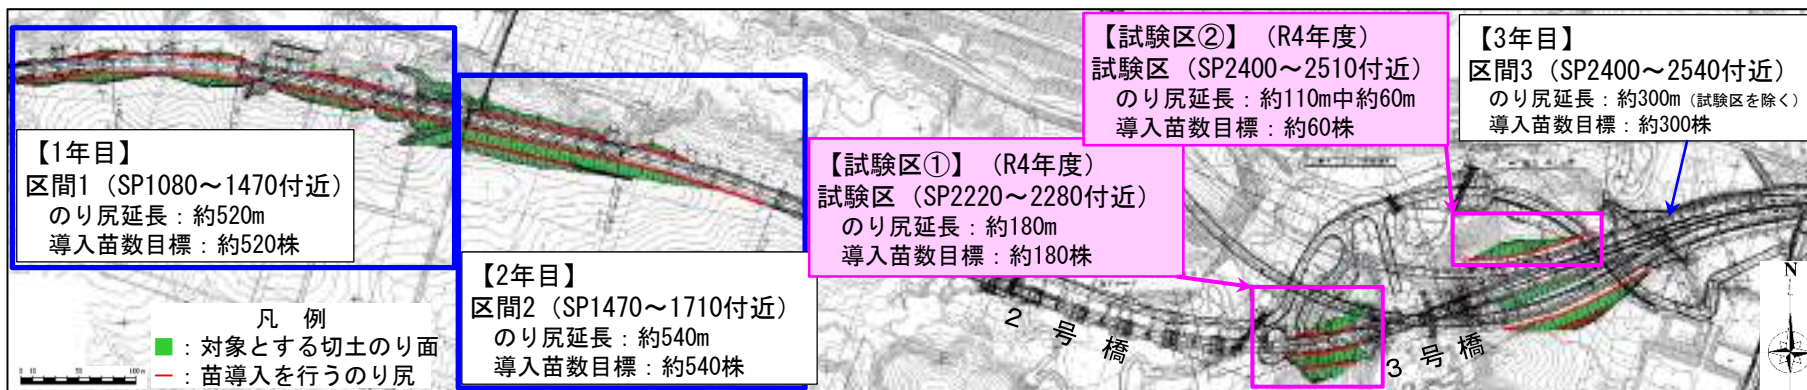 【1年目】
区間1（SP1080～1470付近）
のり尻延長：約520m
導入苗数目標：約520株
【2年目】
区間2（SP1470～1710付近）
のり尻延長：約540m
導入苗数目標：約540株
【試験区①】（R4年度）
試験区（SP2220～2280付近）
のり尻延長：約180m
導入苗数目標：約180株
【試験区②】（R4年度）
試験区（SP2400～2510付近）
のり尻延長：約110m中約60m
導入苗数目標：約60株
【3年目】
区間3（SP2400～2540付近）
のり尻延長：約300m（試験区を除く）
導入苗数目標：約300株
2号橋
3号橋
凡 例
：対象とする切土のり面
：苗導入を行うのり尻
0 10 50 100m
N